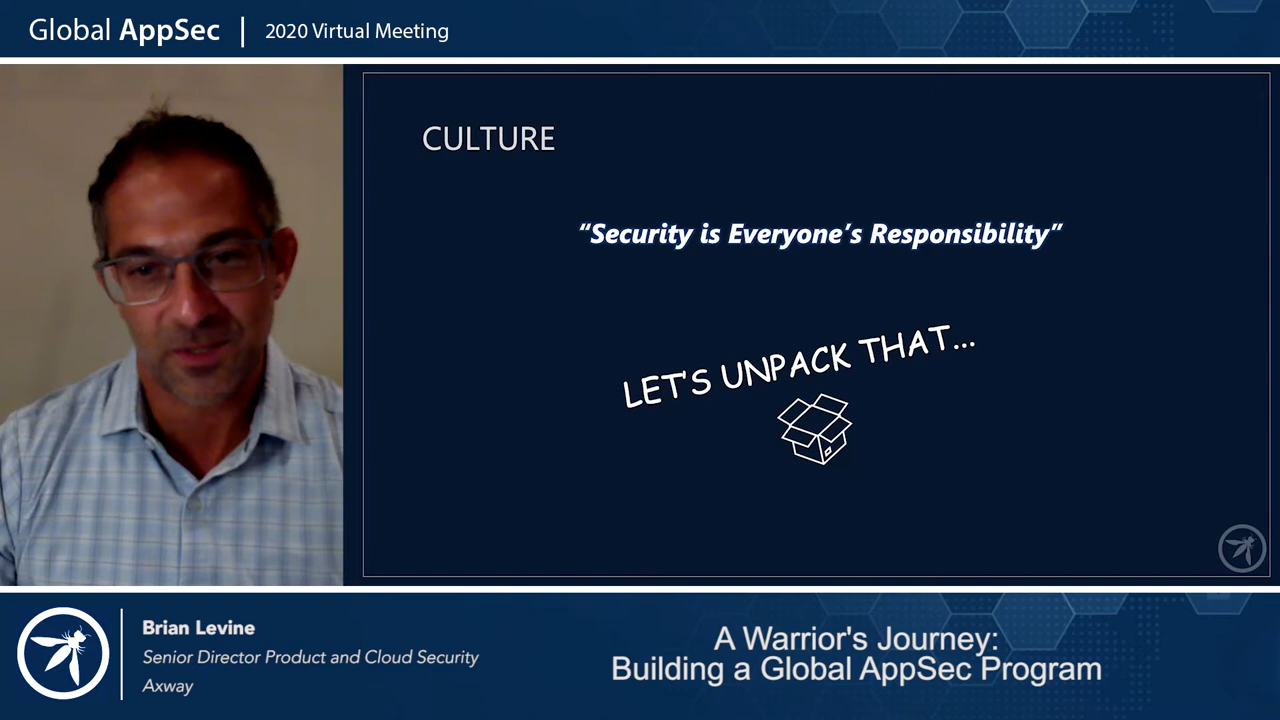 Global AppSec | 2020 Virtual Meeting
CULTURE
“Security is Everyone’s Responsibility”
LET'S UNPACK THAT...
Brian Levine
Senior Director Product and Cloud Security
Axway
A Warrior's Journey:
Building a Global AppSec Program